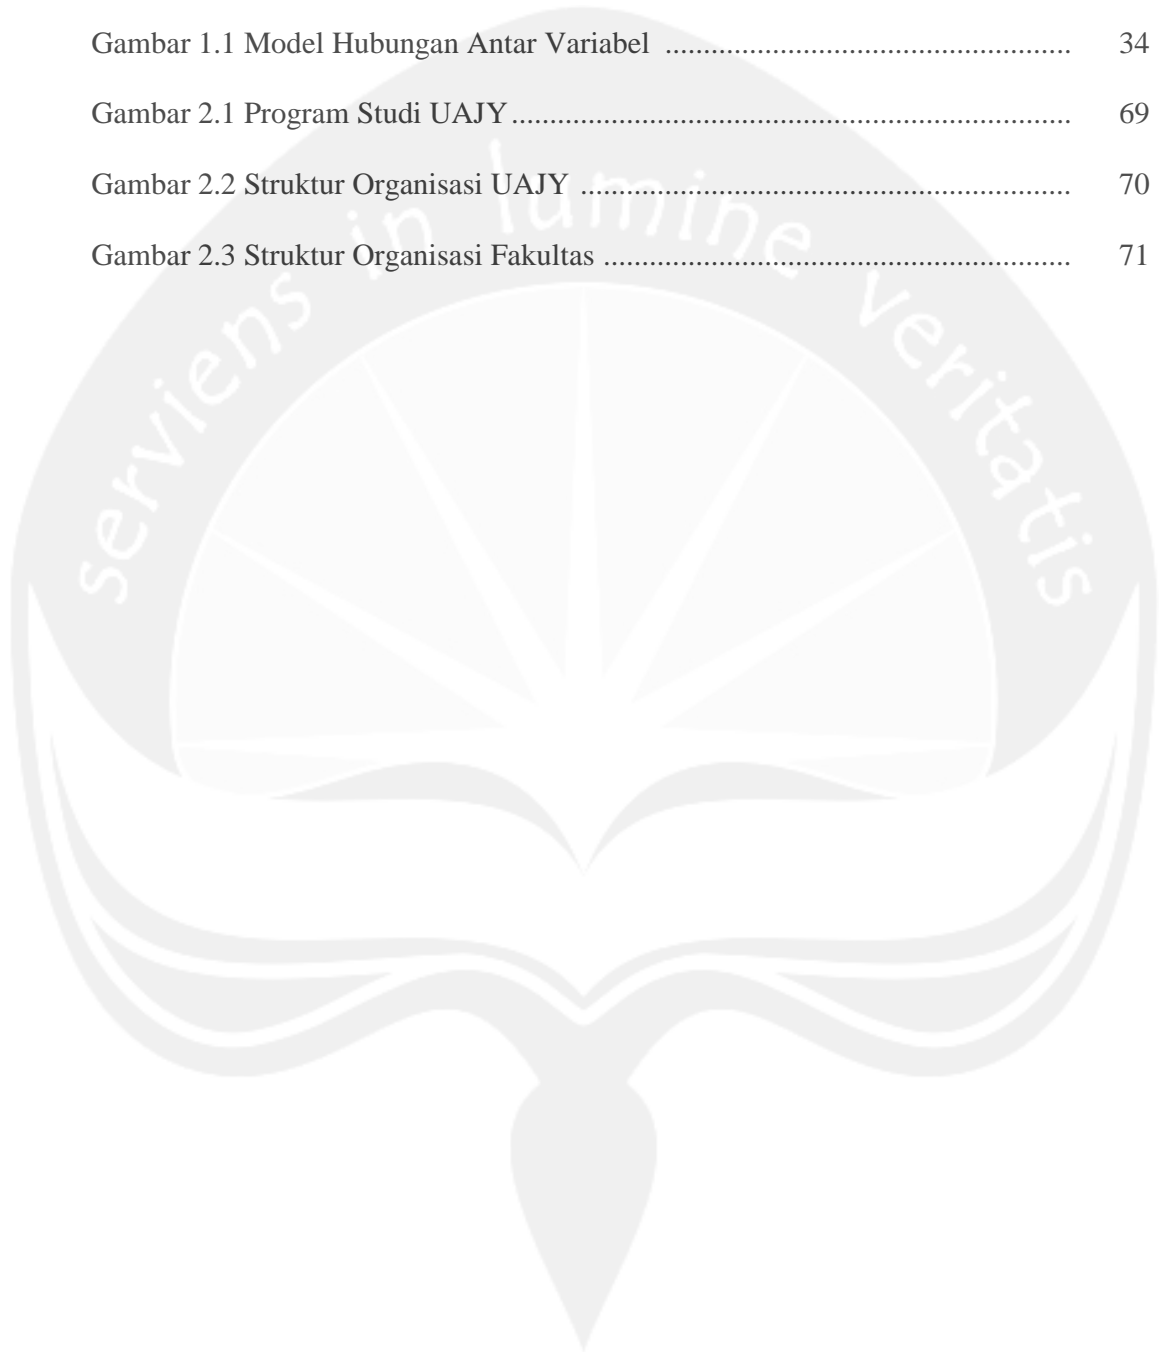 Gambar 1.1 Model Hubungan Antar Variabel ..................................................... 34
Gambar 2.1 Program Studi UAJY......................................................................... 69
Gambar 2.2 Struktur Organisasi UAJY ................................................................ 70
Gambar 2.3 Struktur Organisasi Fakultas ............................................................. 71
serviens in lumine veritatis